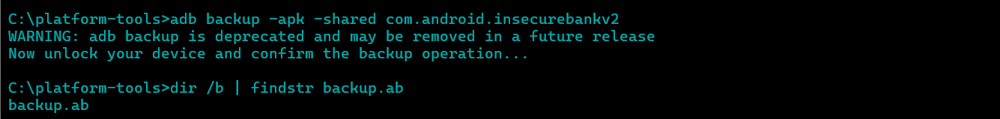 C:\platform-tools>adb backup -apk -shared com.android.insecurebankv2
WARNING: adb backup is deprecated and may be removed in a future release
Now unlock your device and confirm the backup operation...
C:\platform-tools>dir /b | findstr backup.ab
backup.ab